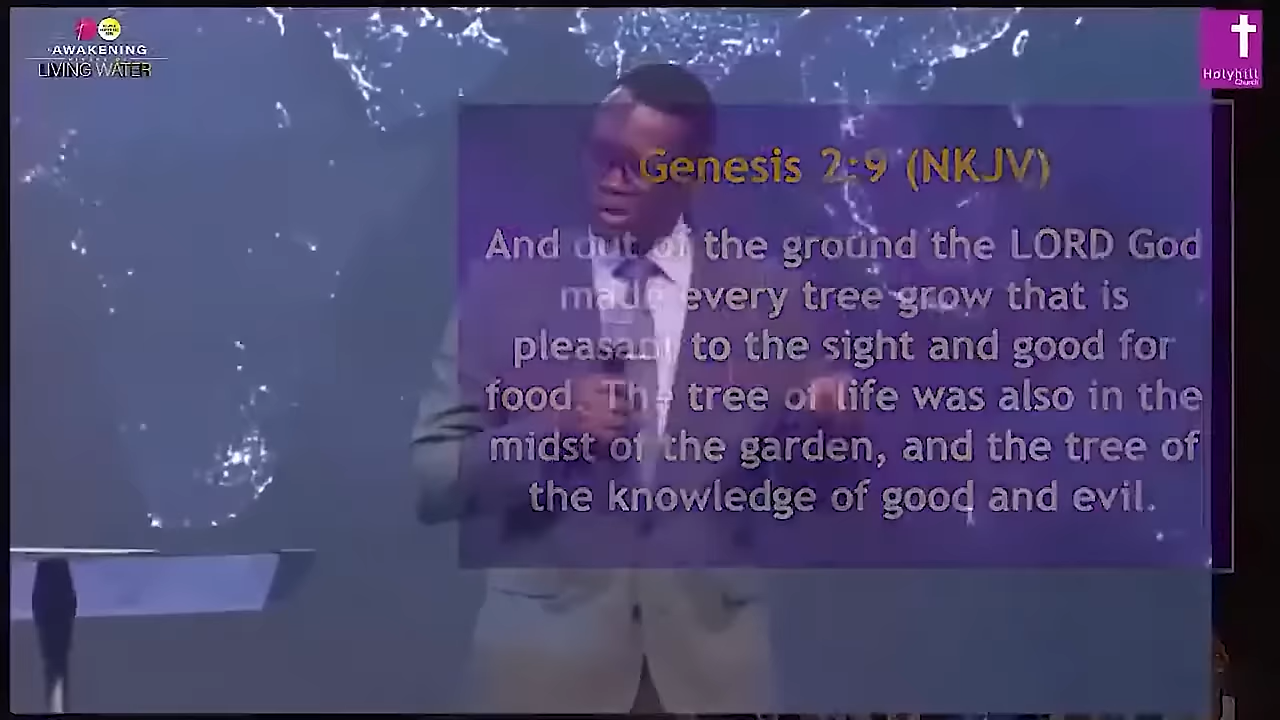 AWAKENING
LIVING WATER
Holyhill
Church
Genesis 2:9 (NKJV)
And out of the ground the LORD God
made every tree grow that is
pleasant to the sight and good for
food. The tree of life was also in the
midst of the garden, and the tree of
the knowledge of good and evil.